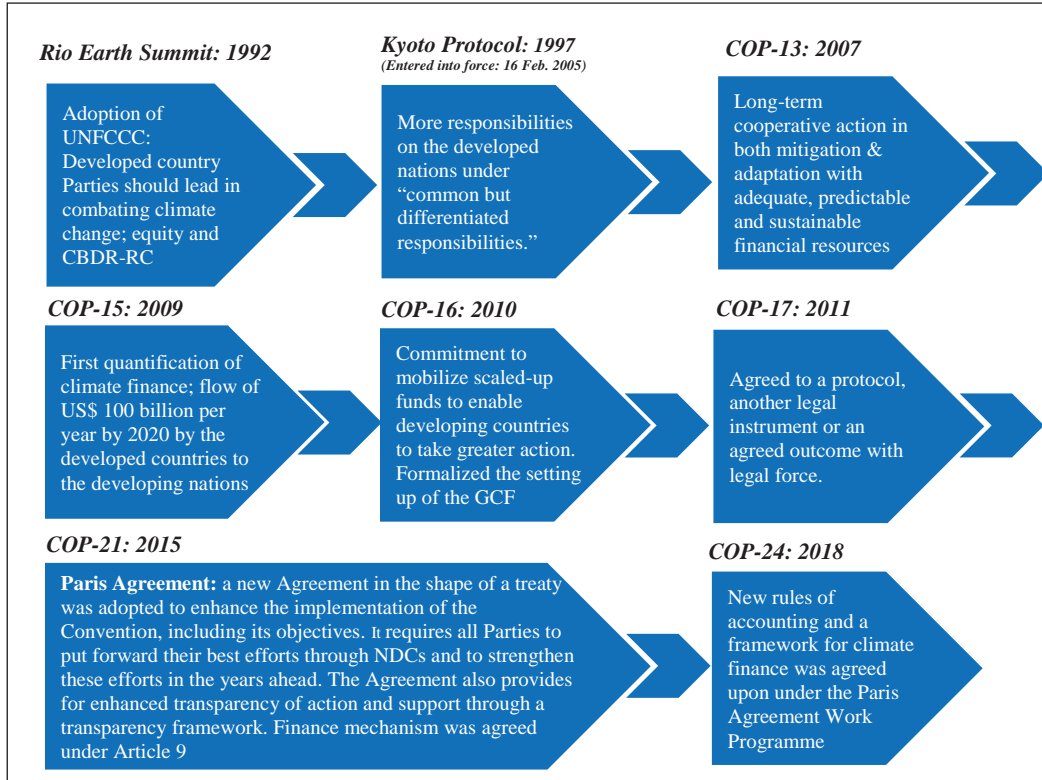 Rio Earth Summit: 1992
Adoption of
UNFCCC:
Developed country
Parties should lead in
combating climate
change; equity and
CBDR-RC
Kyoto Protocol: 1997
(Entered into force: 16 Feb. 2005)
More responsibilities
on the developed
nations under
“common but
differentiated
responsibilities.”
COP-13: 2007
Long-term
cooperative action in
both mitigation &
adaptation with
adequate, predictable
and sustainable
financial resources
COP-15: 2009
First quantification of
climate finance; flow of
US$ 100 billion per
year by 2020 by the
developed countries to
the developing nations
COP-16: 2010
Commitment to
mobilize scaled-up
funds to enable
developing countries
to take greater action.
Formalized the setting
up of the GCF
COP-17: 2011
Agreed to a protocol,
another legal
instrument or an
agreed outcome with
legal force.
COP-21: 2015
Paris Agreement: a new Agreement in the shape of a treaty
was adopted to enhance the implementation of the
Convention, including its objectives. It requires all Parties to
put forward their best efforts through NDCs and to strengthen
these efforts in the years ahead. The Agreement also provides
for enhanced transparency of action and support through a
transparency framework. Finance mechanism was agreed
under Article 9
COP-24: 2018
New rules of
accounting and a
framework for climate
finance was agreed
upon under the Paris
Agreement Work
Programme